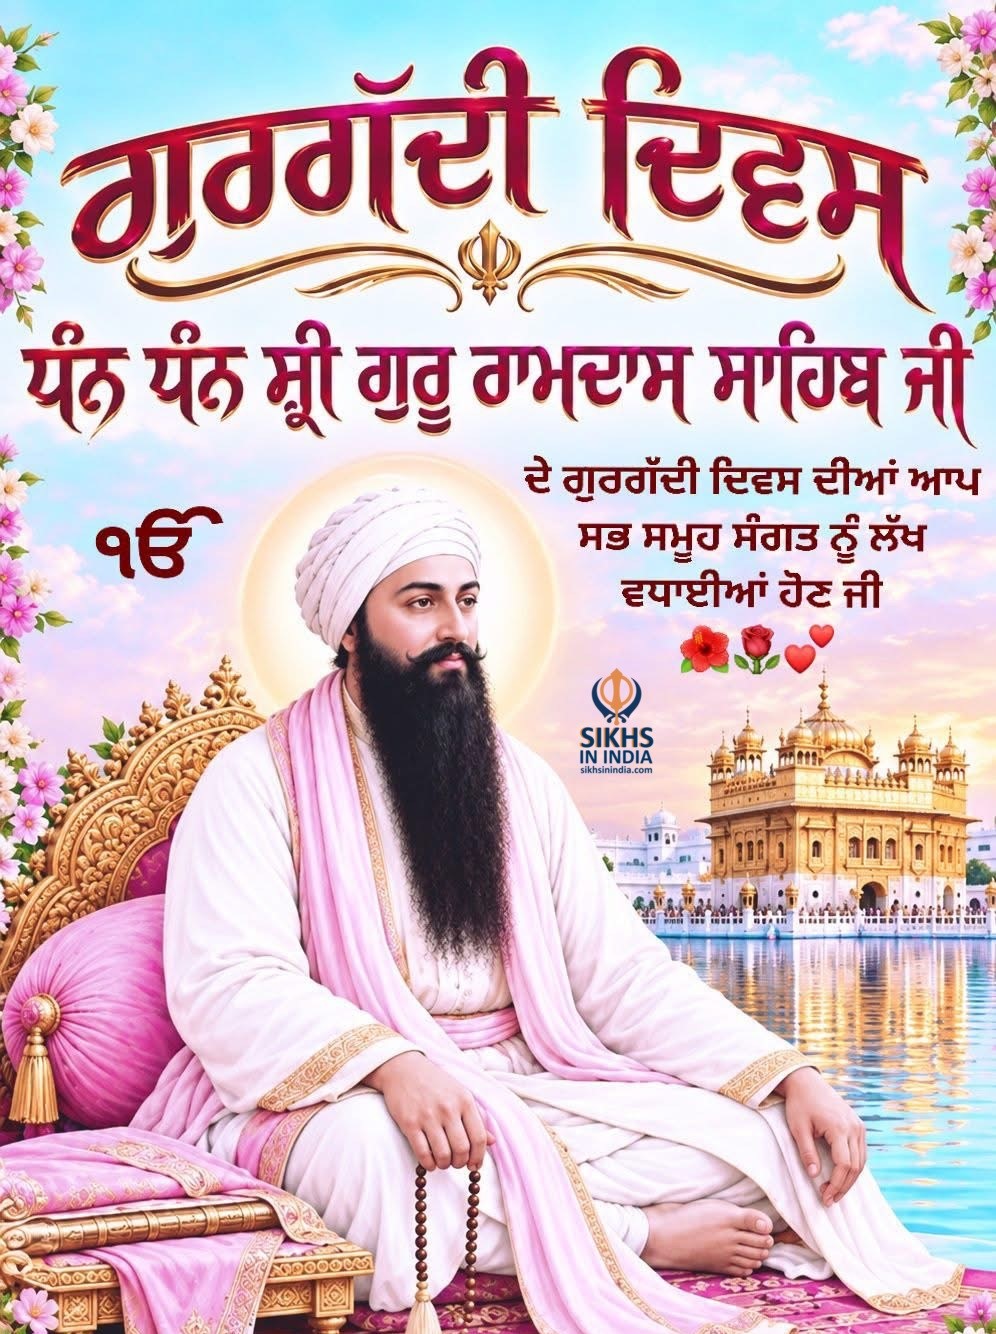 ਗੁਰਗੱਦੀ ਦਿਵਸ
ਧੰਨ ਧੰਨ ਸ਼੍ਰੀ ਗੁਰੂ ਰਾਮਦਾਸ ਸਾਹਿਬ ਜੀ
ਦੇ ਗੁਰਗੱਦੀ ਦਿਵਸ ਦੀਆਂ ਆਪ
ਸਭ ਸਮੂਹ ਸੰਗਤ ਨੂੰ ਲੱਖ
ਵਧਾਈਆਂ ਹੋਣ ਜੀ
🌺🌹💕
ੴ
SIKHS
IN INDIA
sikhsinindia.com